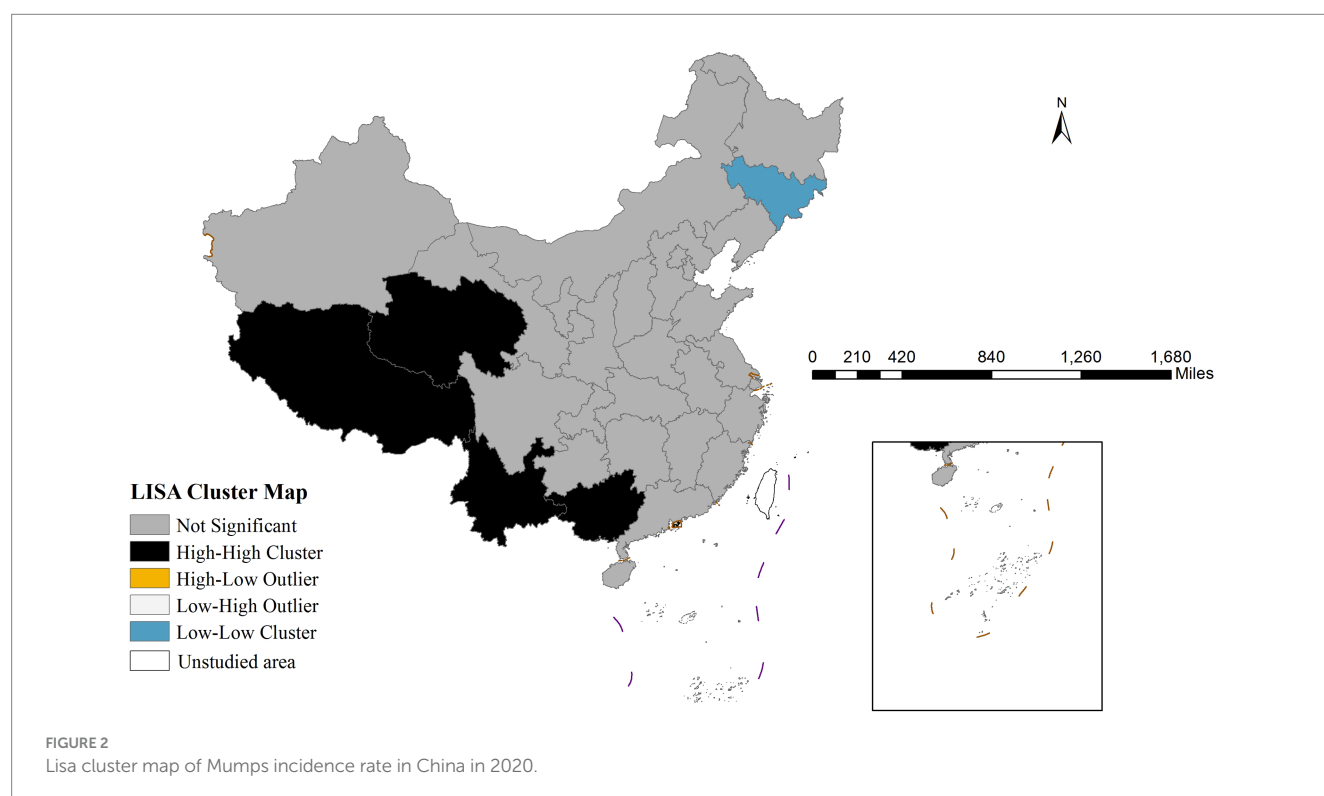 N
0 210 420 840 1,260 1,680
Miles
LISA Cluster Map
Not Significant
High-High Cluster
High-Low Outlier
Low-High Outlier
Low-Low Cluster
Unstudied area
FIGURE 2
Lisa cluster map of Mumps incidence rate in China in 2020.